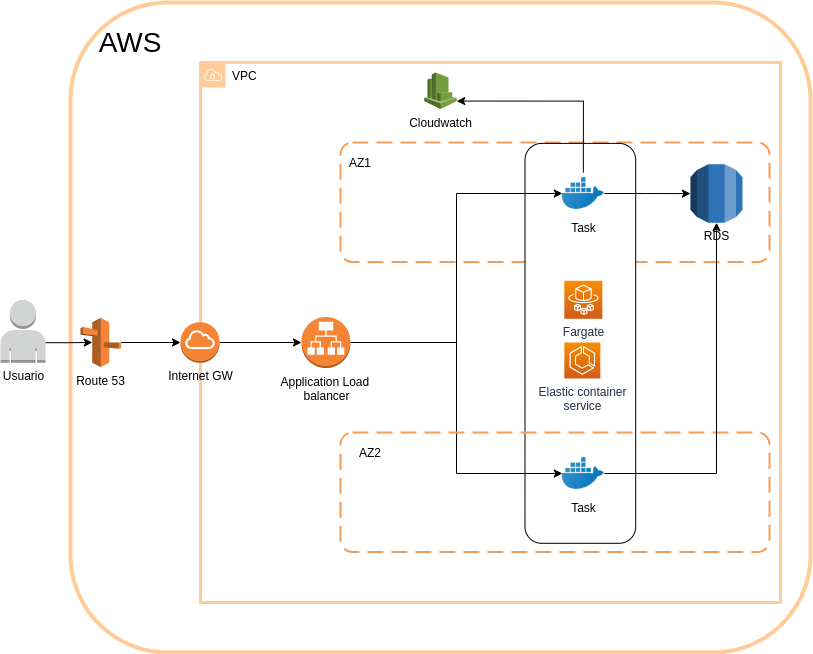 AWS
VPC
Cloudwatch
AZ1
Task
RDS
Fargate
Usuario
Route 53
Internet GW
Application Load
balancer
Elastic container
service
AZ2
Task